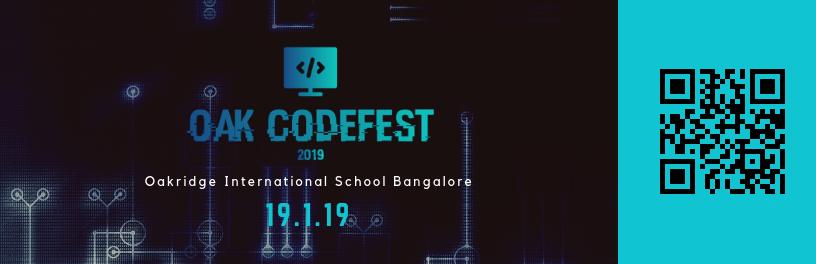 </>
OAK CODEFEST
2019
Oakridge International School Bangalore
19.1.19